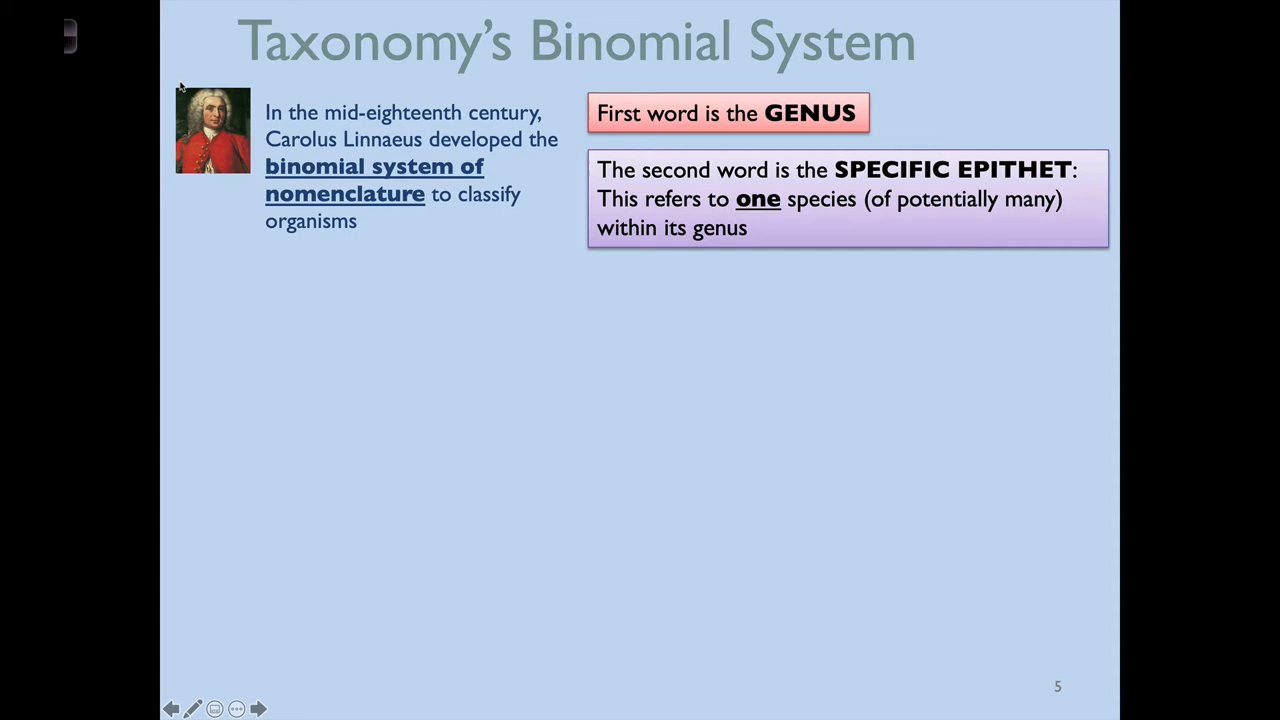 Taxonomy's Binomial System
In the mid-eighteenth century,
Carolus Linnaeus developed the
binomial system of
nomenclature to classify
organisms
First word is the GENUS
The second word is the SPECIFIC EPITHET:
This refers to one species (of potentially many)
within its genus
5